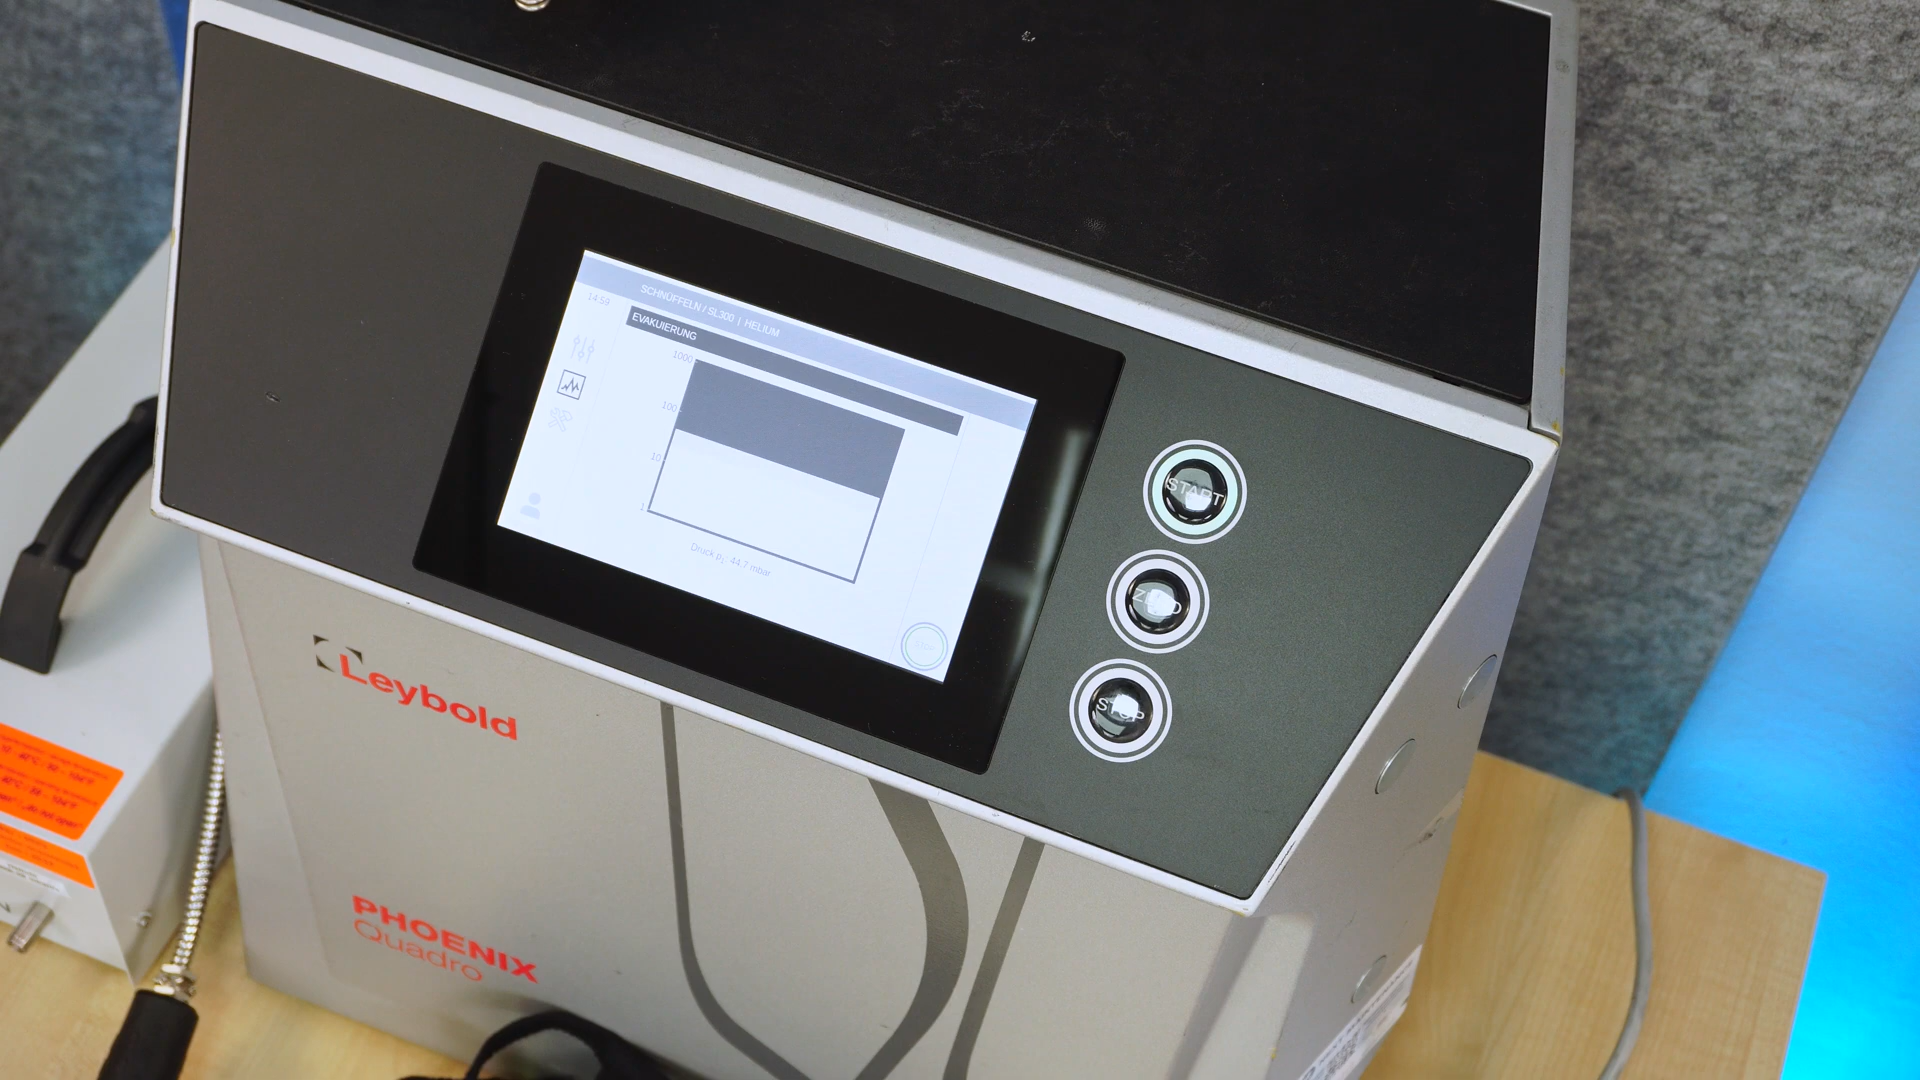 14:59
SCHNÜFFELN / SL300 | HELIUM
EVAKUIERUNG
1000
100
10
1
Druck p₁: 44.7 mbar
START
ZERO
STOP
Leybold
PHOENIX
Quadro